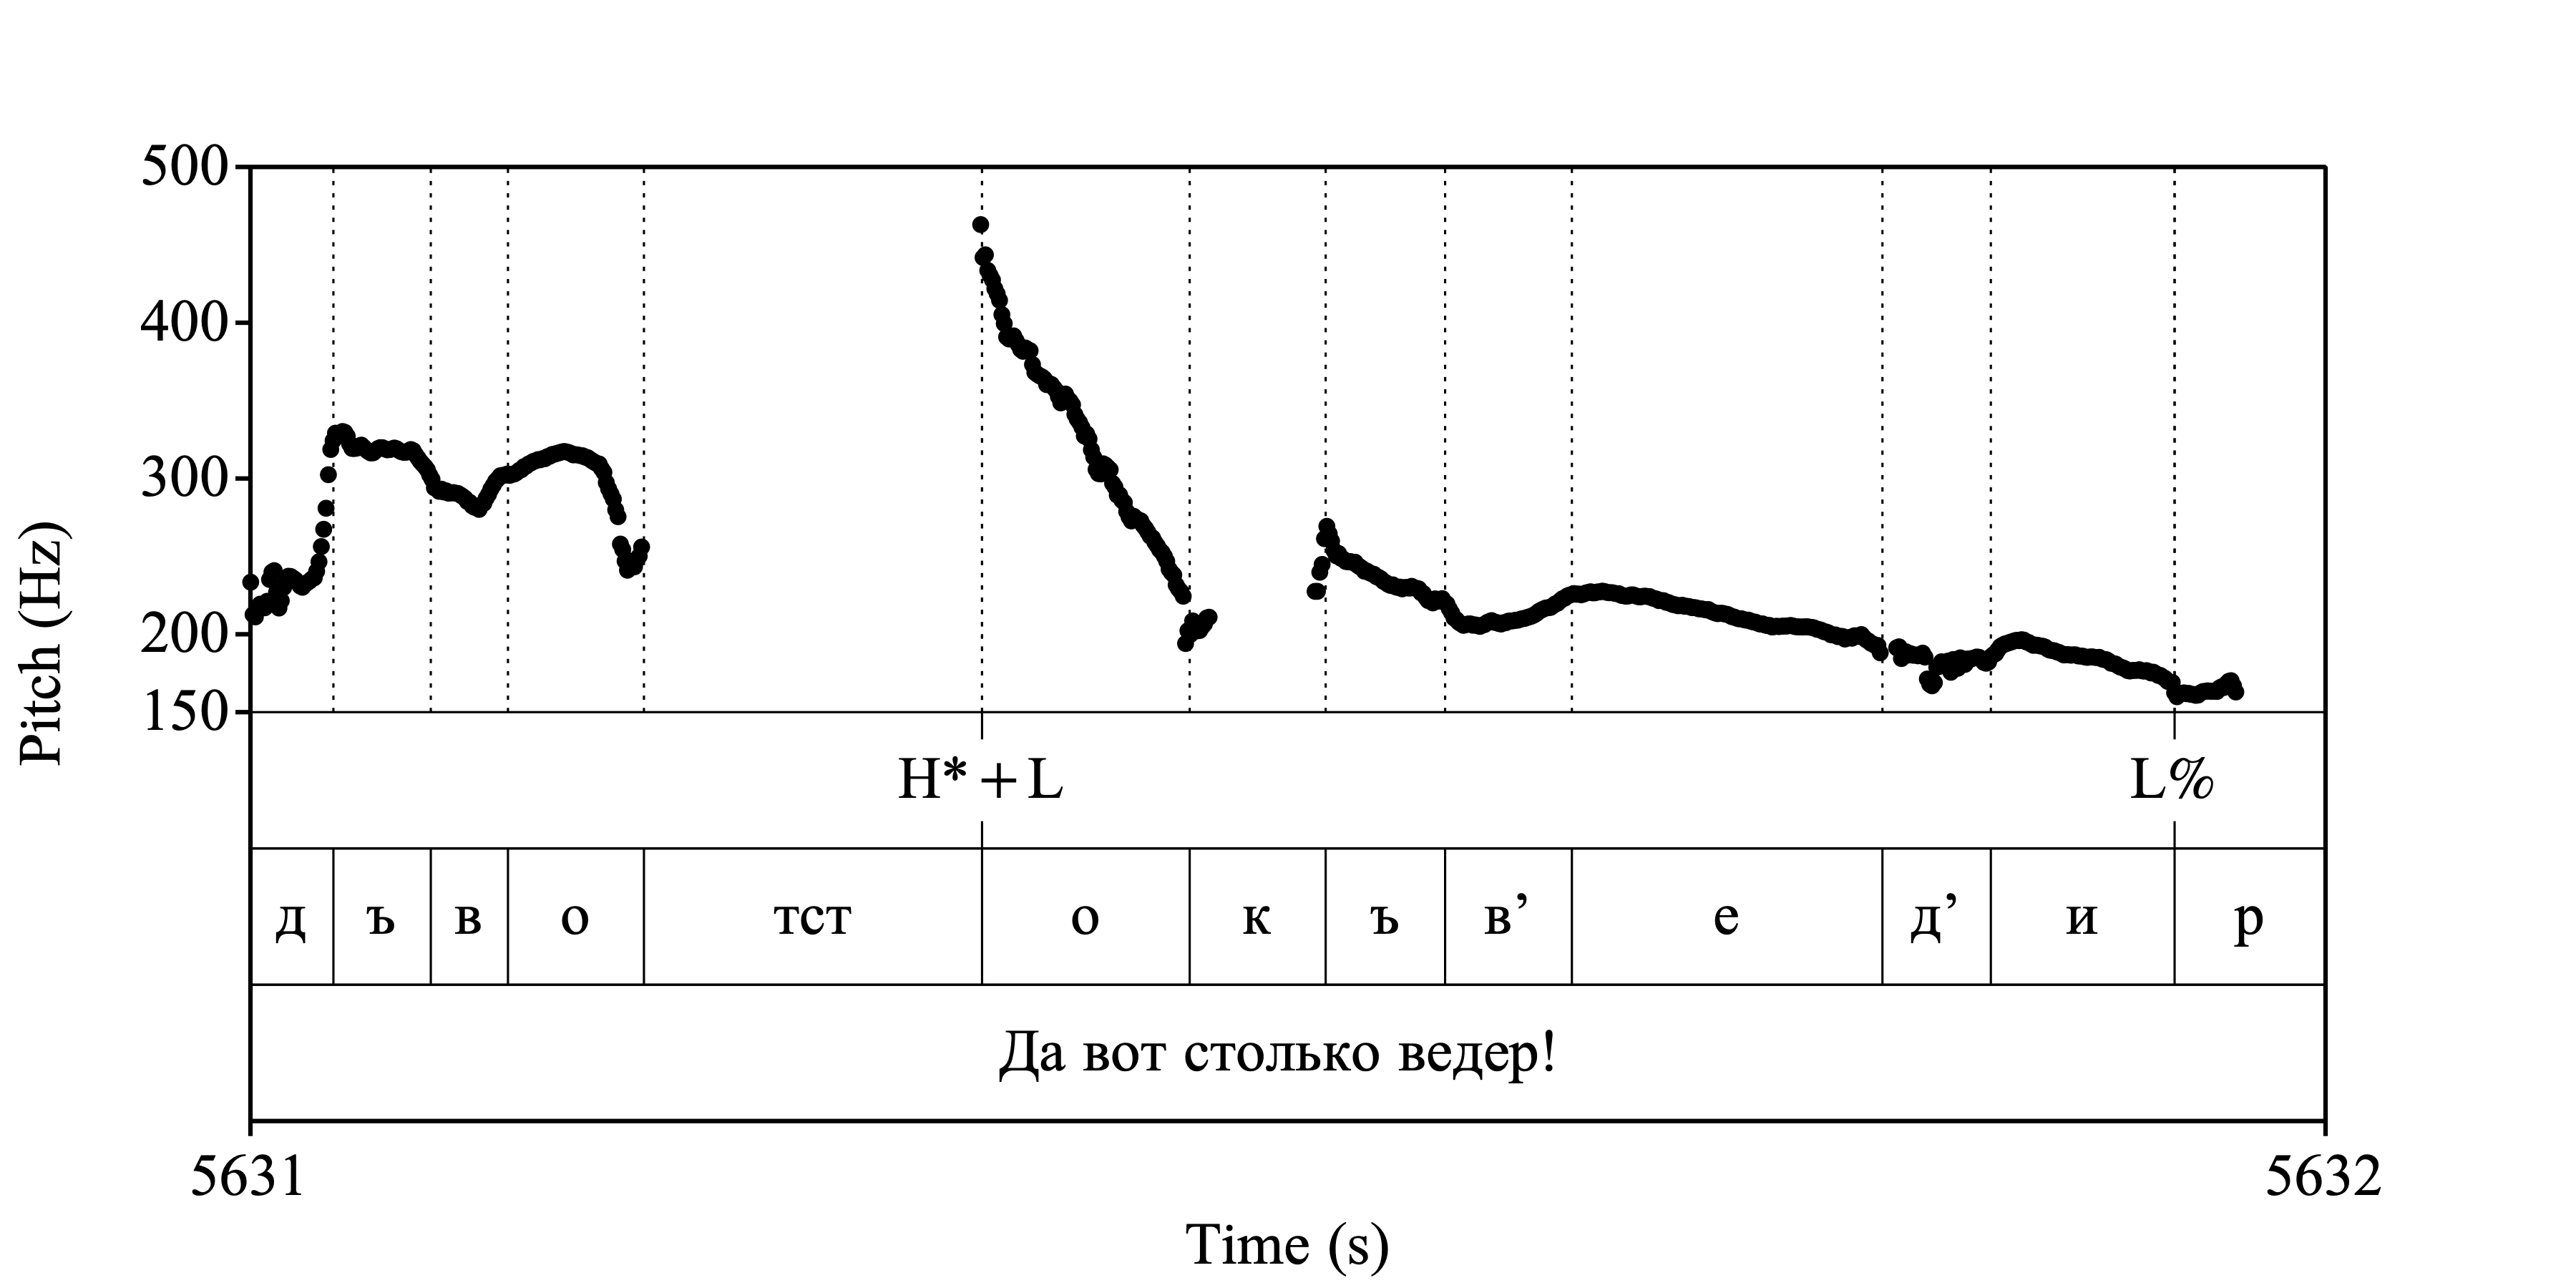 500
400
300
200
150
Pitch (Hz)
H* + L L%
д ъ в о тст о к ъ в’ е д’ и р
Да вот столько ведер!
5631 5632
Time (s)